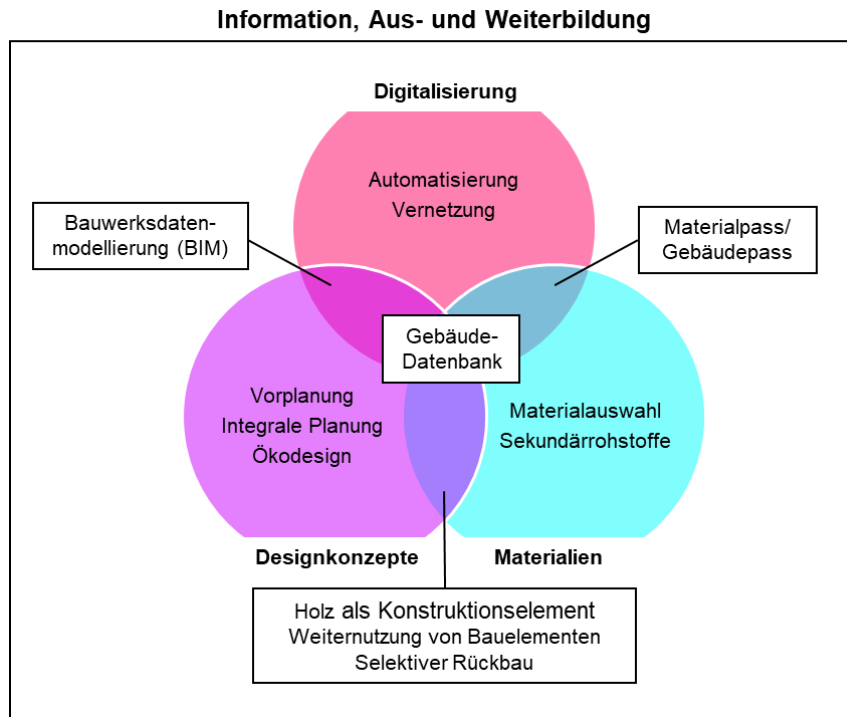 Information, Aus- und Weiterbildung
Digitalisierung
Automatisierung
Vernetzung
Bauwerksdaten-
modellierung (BIM)
Materialpass/
Gebäudepass
Gebäude-
Datenbank
Vorplanung
Integrale Planung
Ökodesign
Materialauswahl
Sekundärrohstoffe
Designkonzepte
Materialien
Holz als Konstruktionselement
Weiternutzung von Bauelementen
Selektiver Rückbau